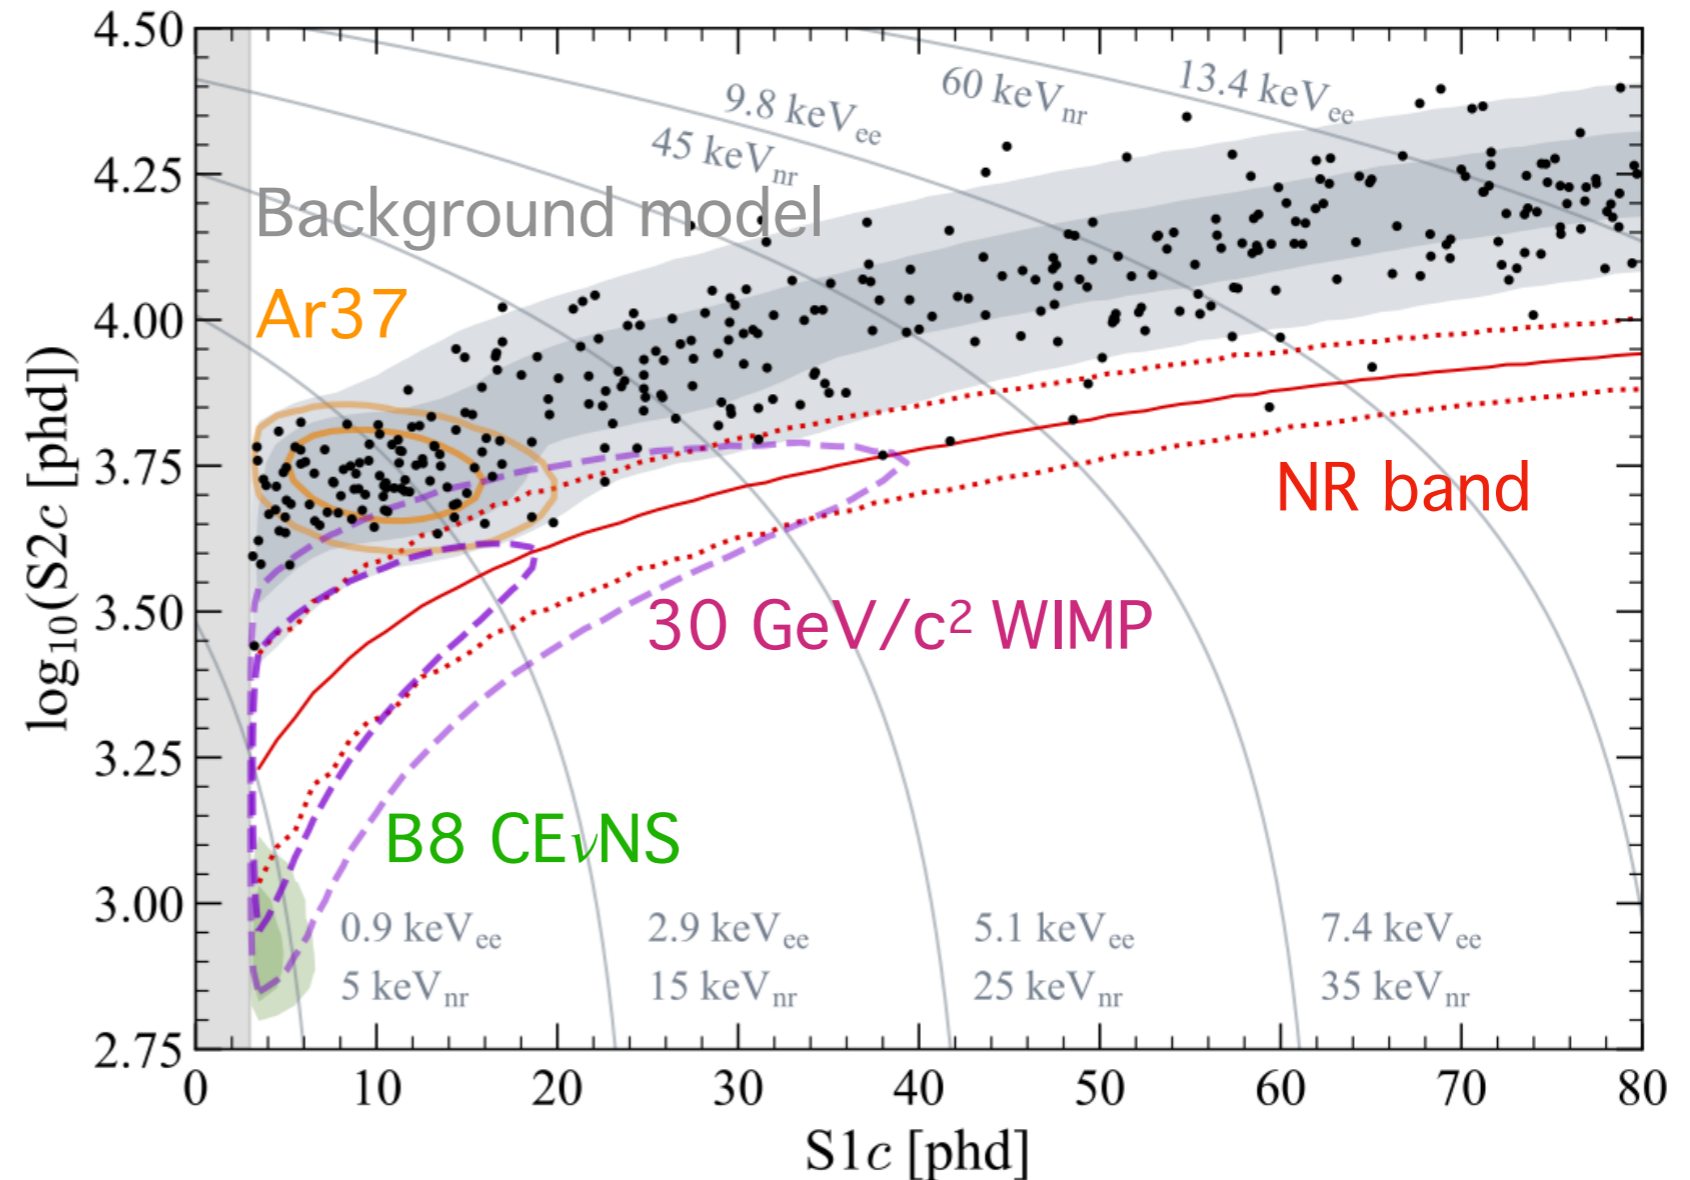 4.50
4.25
4.00
3.75
3.50
3.25
3.00
2.75
log₁₀(S2c [phd])
9.8 keVee
45 keVnr
60 keVnr
13.4 keVee
Background model
Ar37
NR band
30 GeV/c² WIMP
B8 CEνNS
0.9 keVee
5 keVnr
2.9 keVee
15 keVnr
5.1 keVee
25 keVnr
7.4 keVee
35 keVnr
0 10 20 30 40 50 60 70 80
S1c [phd]